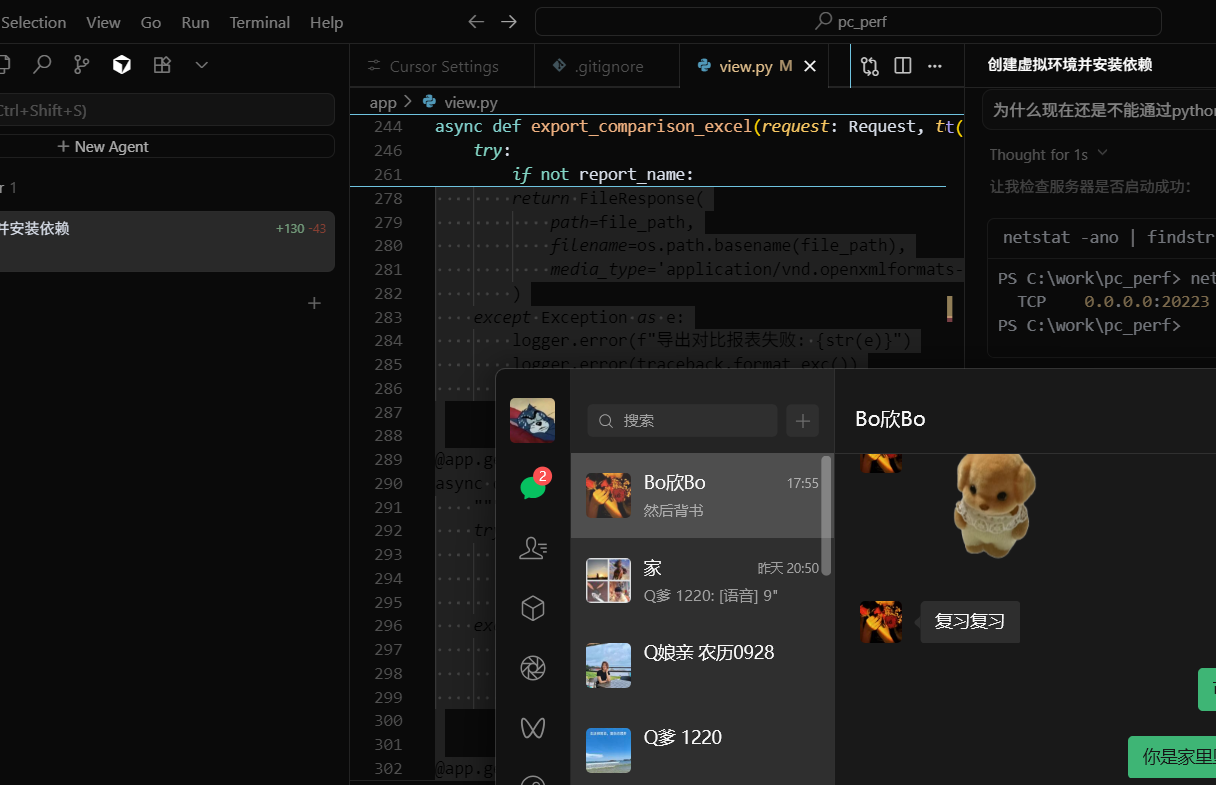 Selection View Go Run Terminal Help
pc_perf
Ctrl+Shift+S)
New Agent
1
并安装依赖 +130 -43
Cursor Settings
.gitignore
view.py M
app > view.py
244 async def export_comparison_excel(request: Request,
246 try:
261 if not report_name:
278 return FileResponse(
279 path=file_path,
280 filename=os.path.basename(file_path),
281 media_type='application/vnd.openxmlformats-
282 )
283 except Exception as e:
284 logger.error(f"导出对比报表失败: {str(e)}")
285 logger.error(traceback.format_exc())
286
287
288
289 @app.ge
290 async
291 ""
292 try
293
294
295
296 exc
297
298
299
300
301
302 @app.ge
创建虚拟环境并安装依赖
为什么现在还是不能通过python
Thought for 1s
让我检查服务器是否启动成功:
netstat -ano | findstr
PS C:\work\pc_perf> net
TCP 0.0.0.0:20223
PS C:\work\pc_perf>
2
搜索
Bo欣Bo 17:55
然后背书
家 昨天 20:50
Q爹 1220: [语音] 9"
Q娘亲 农历0928
Q爹 1220
Bo欣Bo
复习复习
你是家里